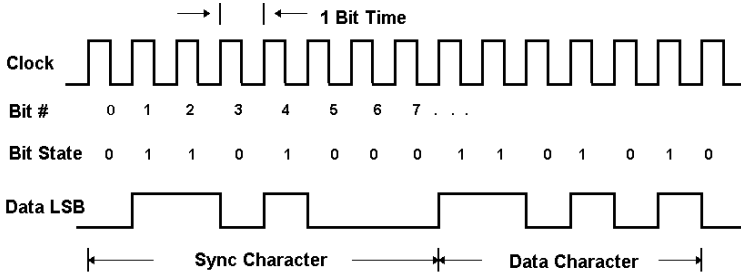 1 Bit Time
Clock
Bit # 0 1 2 3 4 5 6 7 . . .
Bit State 0 1 1 0 1 0 0 0 1 1 0 1 0 1 0
Data LSB
Sync Character Data Character